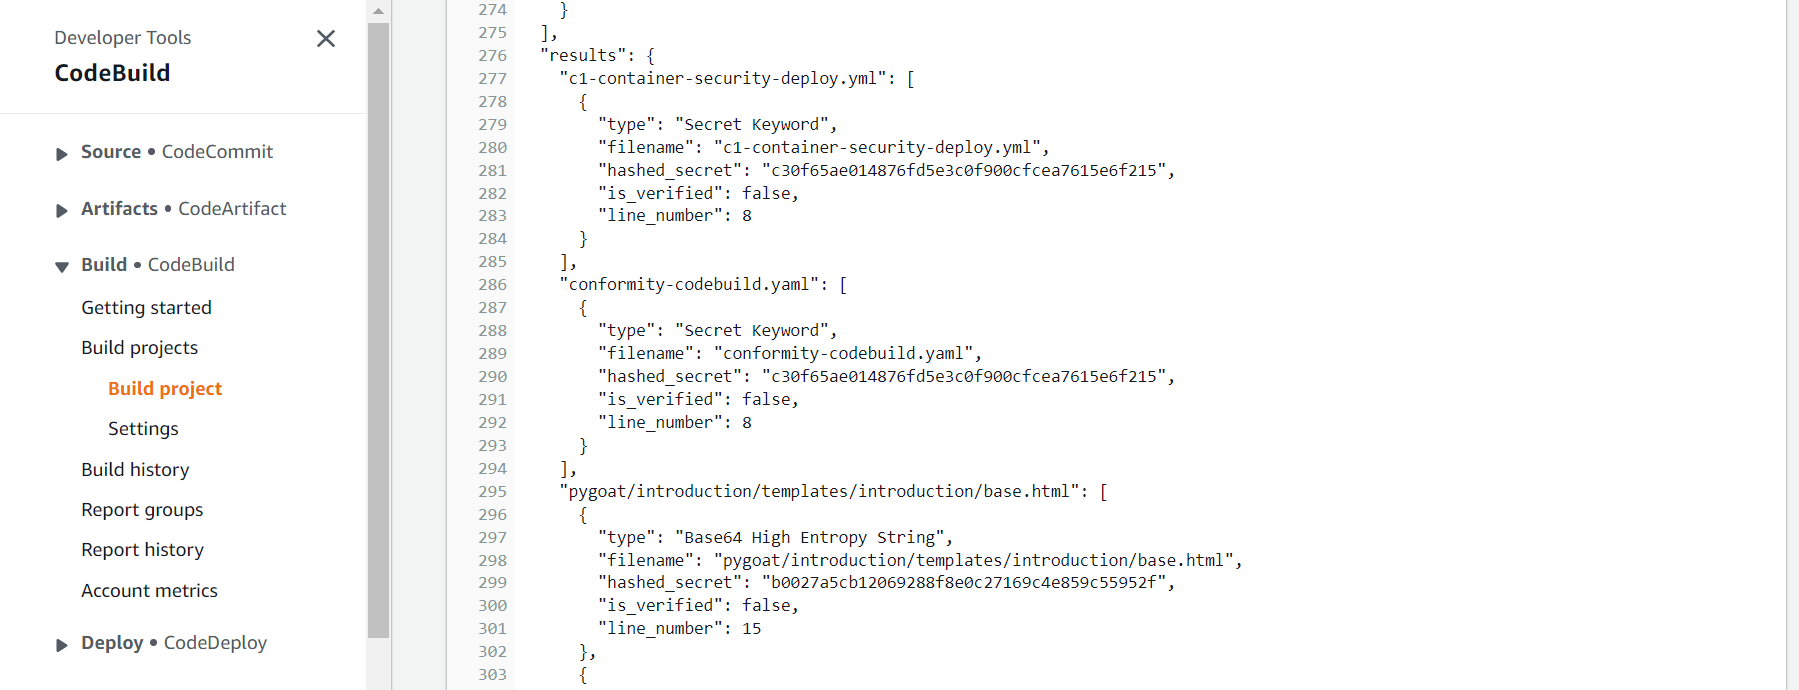 Developer Tools
CodeBuild
Source • CodeCommit
Artifacts • CodeArtifact
Build • CodeBuild
Getting started
Build projects
Build project
Settings
Build history
Report groups
Report history
Account metrics
Deploy • CodeDeploy
274 }
275 ],
276 "results": {
277 "c1-container-security-deploy.yml": [
278 {
279 "type": "Secret Keyword",
280 "filename": "c1-container-security-deploy.yml",
281 "hashed_secret": "c30f65ae014876fd5e3c0f900cfcea7615e6f215",
282 "is_verified": false,
283 "line_number": 8
284 }
285 ],
286 "conformity-codebuild.yaml": [
287 {
288 "type": "Secret Keyword",
289 "filename": "conformity-codebuild.yaml",
290 "hashed_secret": "c30f65ae014876fd5e3c0f900cfcea7615e6f215",
291 "is_verified": false,
292 "line_number": 8
293 }
294 ],
295 "pygoat/introduction/templates/introduction/base.html": [
296 {
297 "type": "Base64 High Entropy String",
298 "filename": "pygoat/introduction/templates/introduction/base.html",
299 "hashed_secret": "b0027a5cb12069288f8e0c27169c4e859c55952f",
300 "is_verified": false,
301 "line_number": 15
302 },
303 {